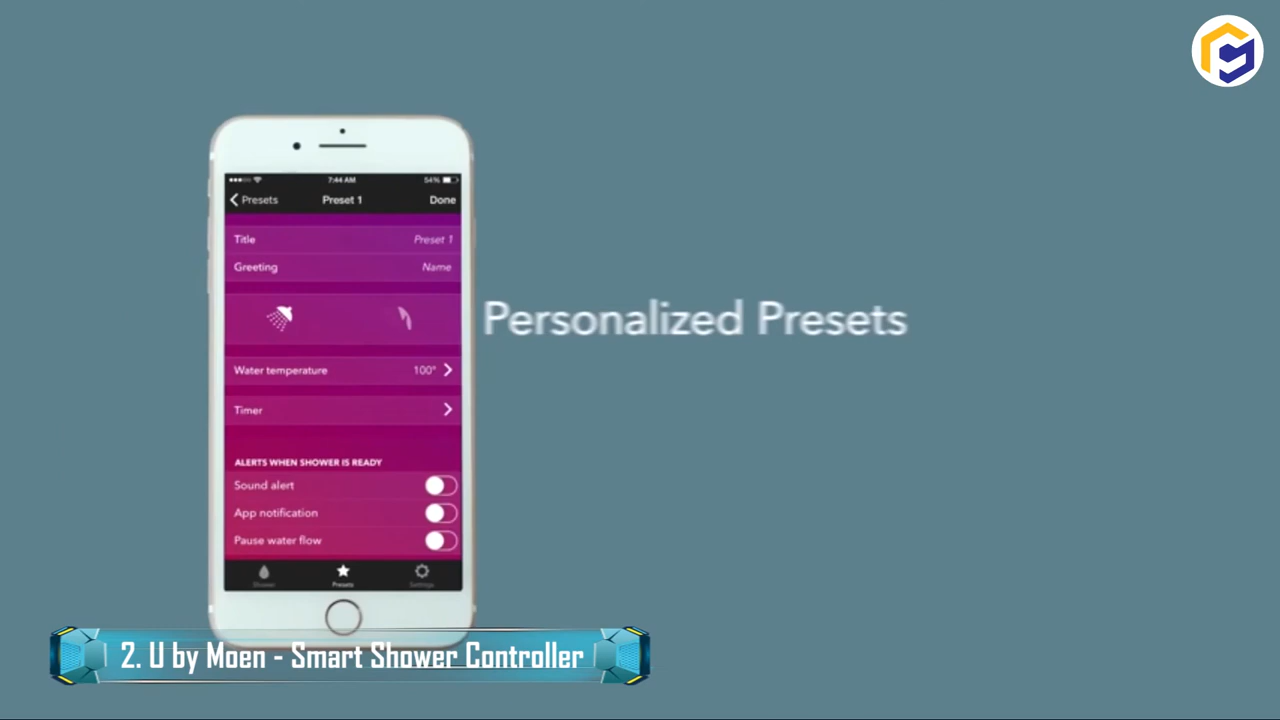 7:44 AM
54%
Presets
Preset 1
Done
Title
Preset 1
Greeting
Name
Personalized Presets
Water temperature
100°
Timer
ALERTS WHEN SHOWER IS READY
Sound alert
App notification
Pause water flow
Shower
Presets
Settings
2. U by Moen - Smart Shower Controller